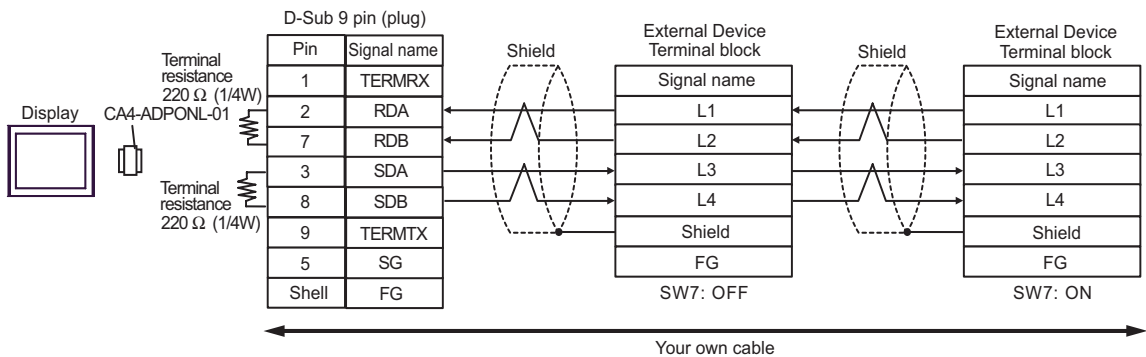 D-Sub 9 pin (plug)
Pin Signal name
1 TERMRX
2 RDA
7 RDB
3 SDA
8 SDB
9 TERMTX
5 SG
Shell FG
Display
CA4-ADPONL-01
Terminal
resistance
220 Ω (1/4W)
Terminal
resistance
220 Ω (1/4W)
Shield
External Device
Terminal block
Signal name
L1
L2
L3
L4
Shield
FG
SW7: OFF
Shield
External Device
Terminal block
Signal name
L1
L2
L3
L4
Shield
FG
SW7: ON
Your own cable